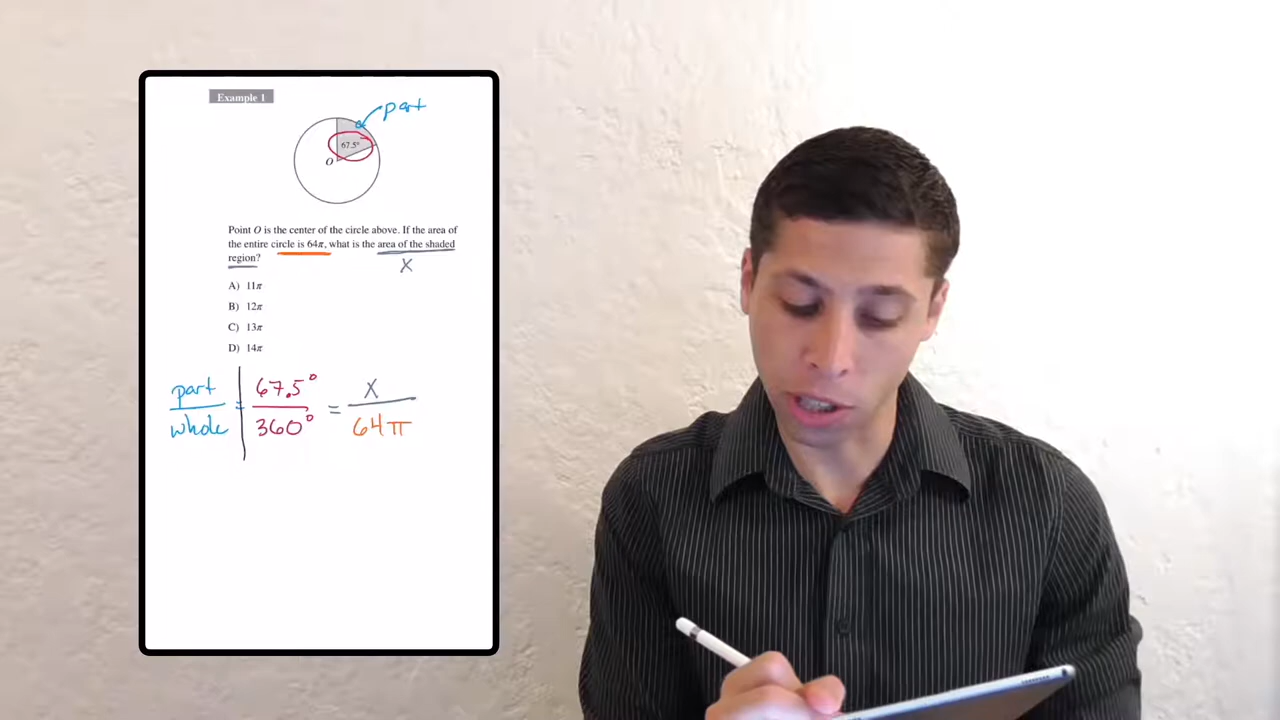 Example 1
part
67.5°
O
Point O is the center of the circle above. If the area of
the entire circle is 64π, what is the area of the shaded
region?
X
A) 11π
B) 12π
C) 13π
D) 14π
part 67.5° X
= =
whole 360° 64π